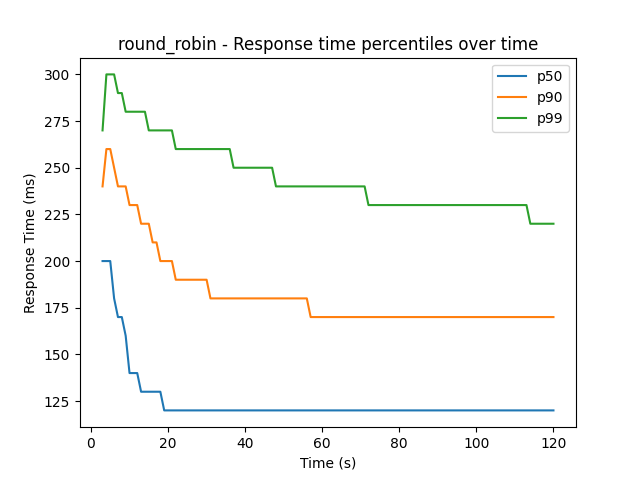 round_robin - Response time percentiles over time
p50
p90
p99
Response Time (ms)
300
275
250
225
200
175
150
125
0 20 40 60 80 100 120
Time (s)